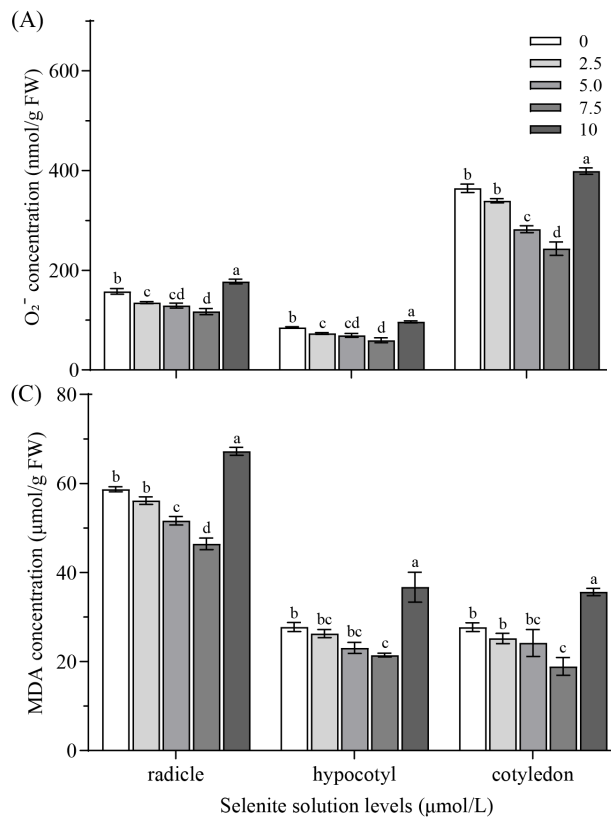 (A)
O₂⁻ concentration (nmol/g FW)
600
400
200
0
0
2.5
5.0
7.5
10
b c cd d a
b c cd d a
b b c d a
(C)
MDA concentration (μmol/g FW)
80
60
40
20
0
b b c d a
b bc bc c a
b b bc c a
radicle hypocotyl cotyledon
Selenite solution levels (μmol/L)